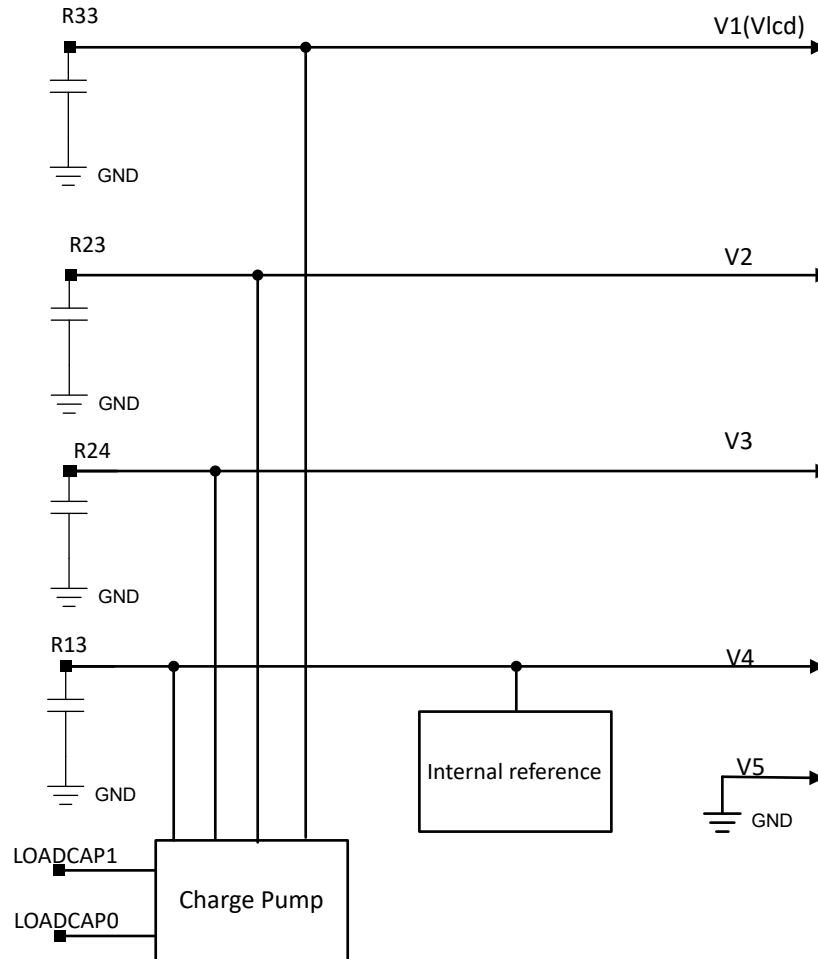 R33
V1(Vlcd)
GND
R23
V2
GND
R24
V3
GND
R13
V4
Internal reference
V5
GND
GND
LOADCAP1
Charge Pump
LOADCAP0